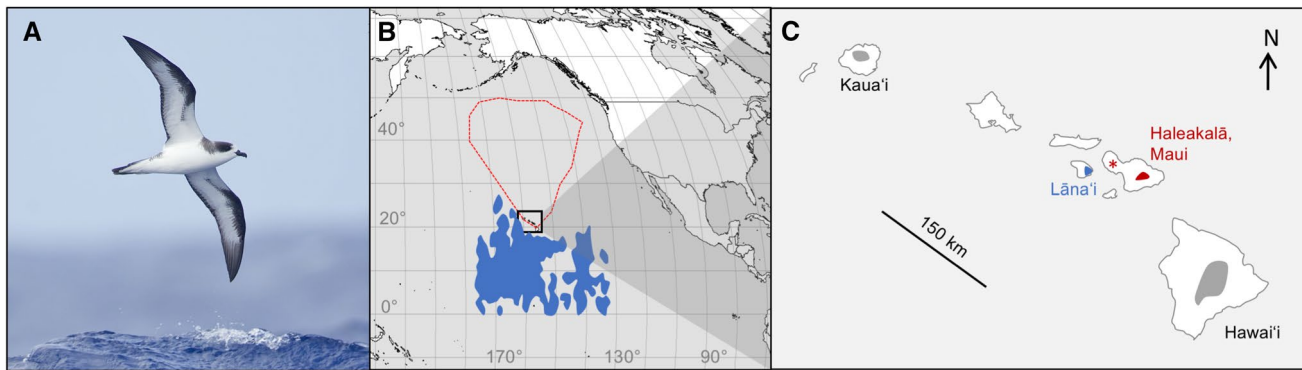 A
B
40°
20°
0°
170°
130°
90°
C
N
Kauaʻi
Haleakalā,
Maui
*
Lānaʻi
150 km
Hawaiʻi